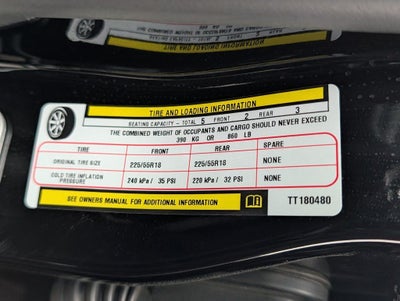 TIRE AND LOADING INFORMATION
SEATING CAPACITY - TOTAL 5 FRONT 2 REAR 3
THE COMBINED WEIGHT OF OCCUPANTS AND CARGO SHOULD NEVER EXCEED
390 KG OR 860 LB
TIRE FRONT REAR SPARE
ORIGINAL TIRE SIZE 225/55R18 225/55R18 NONE
COLD TIRE INFLATION PRESSURE 240 kPa / 35 PSI 220 kPa / 32 PSI NONE
SEE OWNERS MANUAL FOR ADDITIONAL INFORMATION TT180480